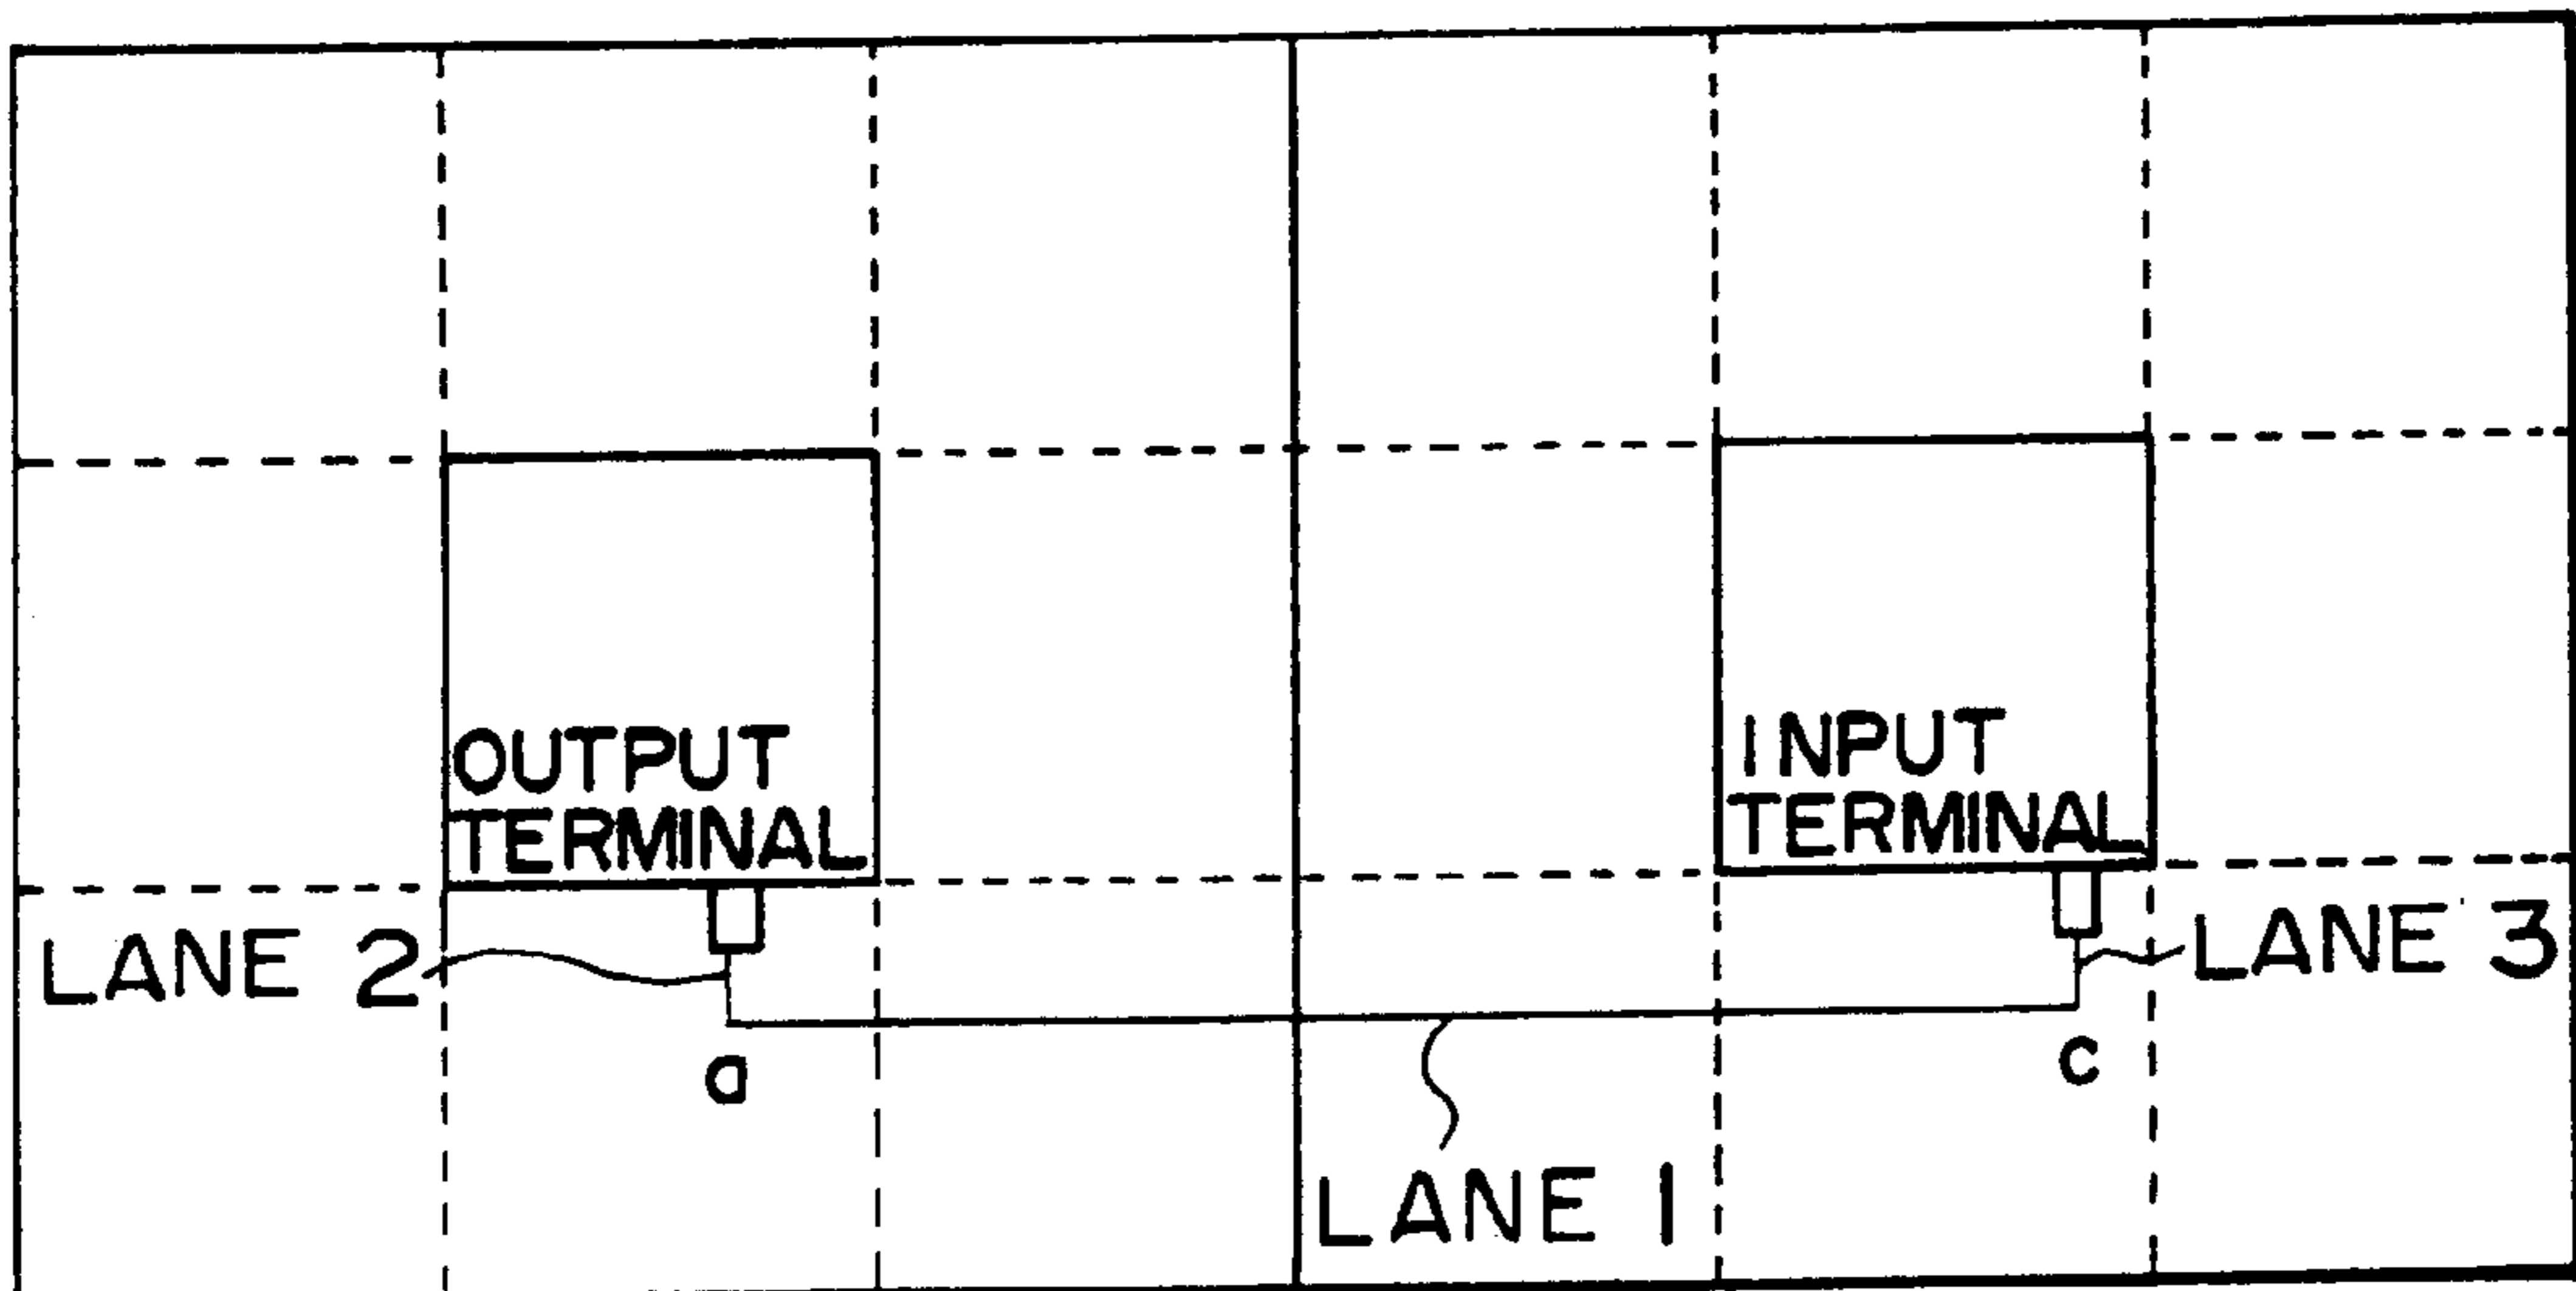 OUTPUT
TERMINAL
INPUT
TERMINAL
LANE 2
LANE 3
a
c
LANE 1